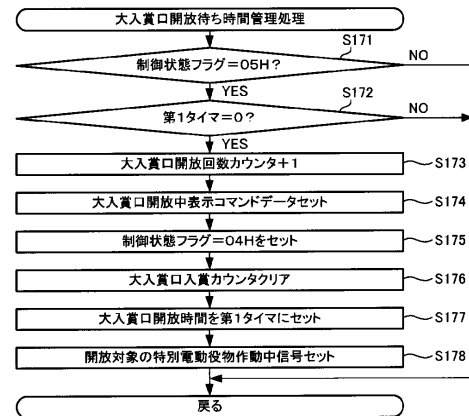 大入賞口開放待ち時間管理処理
S171
制御状態フラグ=05H?
NO
YES
S172
第1タイマ=0?
NO
YES
大入賞口開放回数カウンタ+1
S173
大入賞口開放中表示コマンドデータセット
S174
制御状態フラグ=04Hをセット
S175
大入賞口入賞カウンタクリア
S176
大入賞口開放時間を第1タイマにセット
S177
開放対象の特別電動役物作動中信号セット
S178
戻る